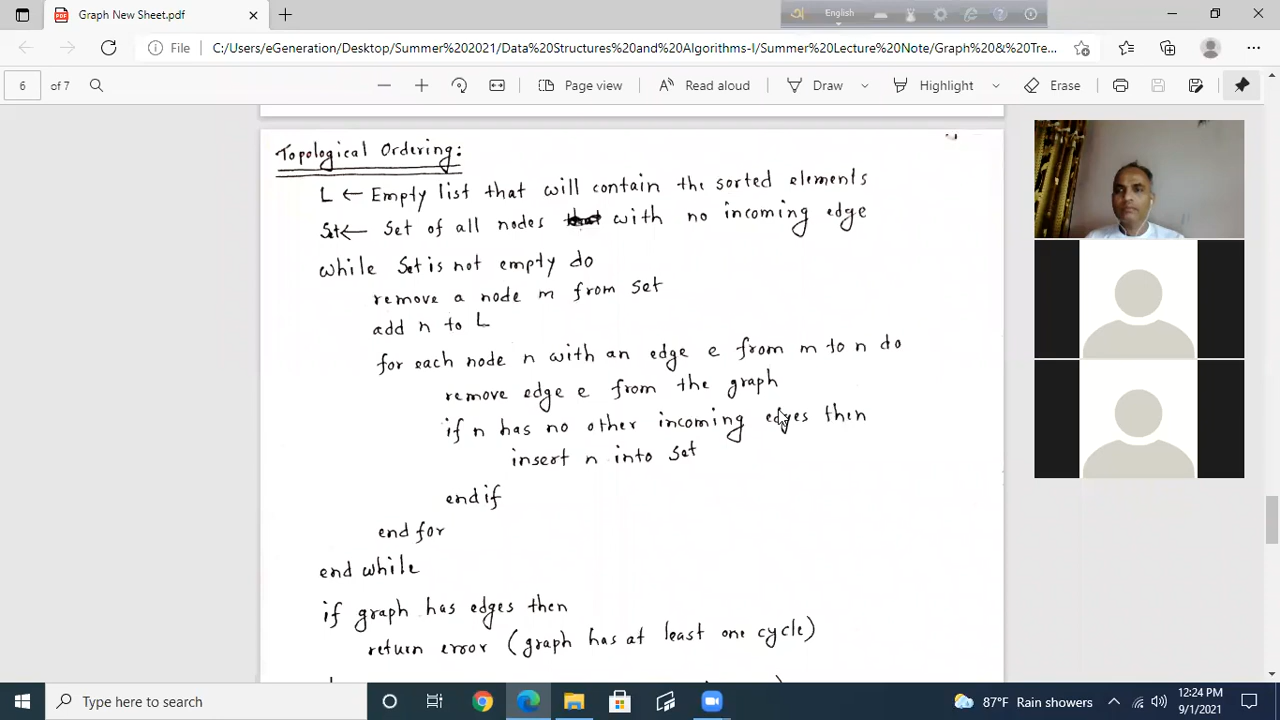 Graph New Sheet.pdf
English
File
C:/Users/eGeneration/Desktop/Summer%202021/Data%20Structures%20and%20Algorithms-I/Summer%20Lecture%20Note/Graph%20&%20Tre...
6 of 7
Page view
Read aloud
Draw
Highlight
Erase
Topological Ordering:
L ← Empty list that will contain the sorted elements
Set← Set of all nodes with no incoming edge
while Set is not empty do
remove a node m from set
add n to L
for each node n with an edge e from m to n do
remove edge e from the graph
if n has no other incoming edges then
insert n into set
end if
end for
end while
if graph has edges then
return error (graph has at least one cycle)
Type here to search
87°F Rain showers
12:24 PM
9/1/2021